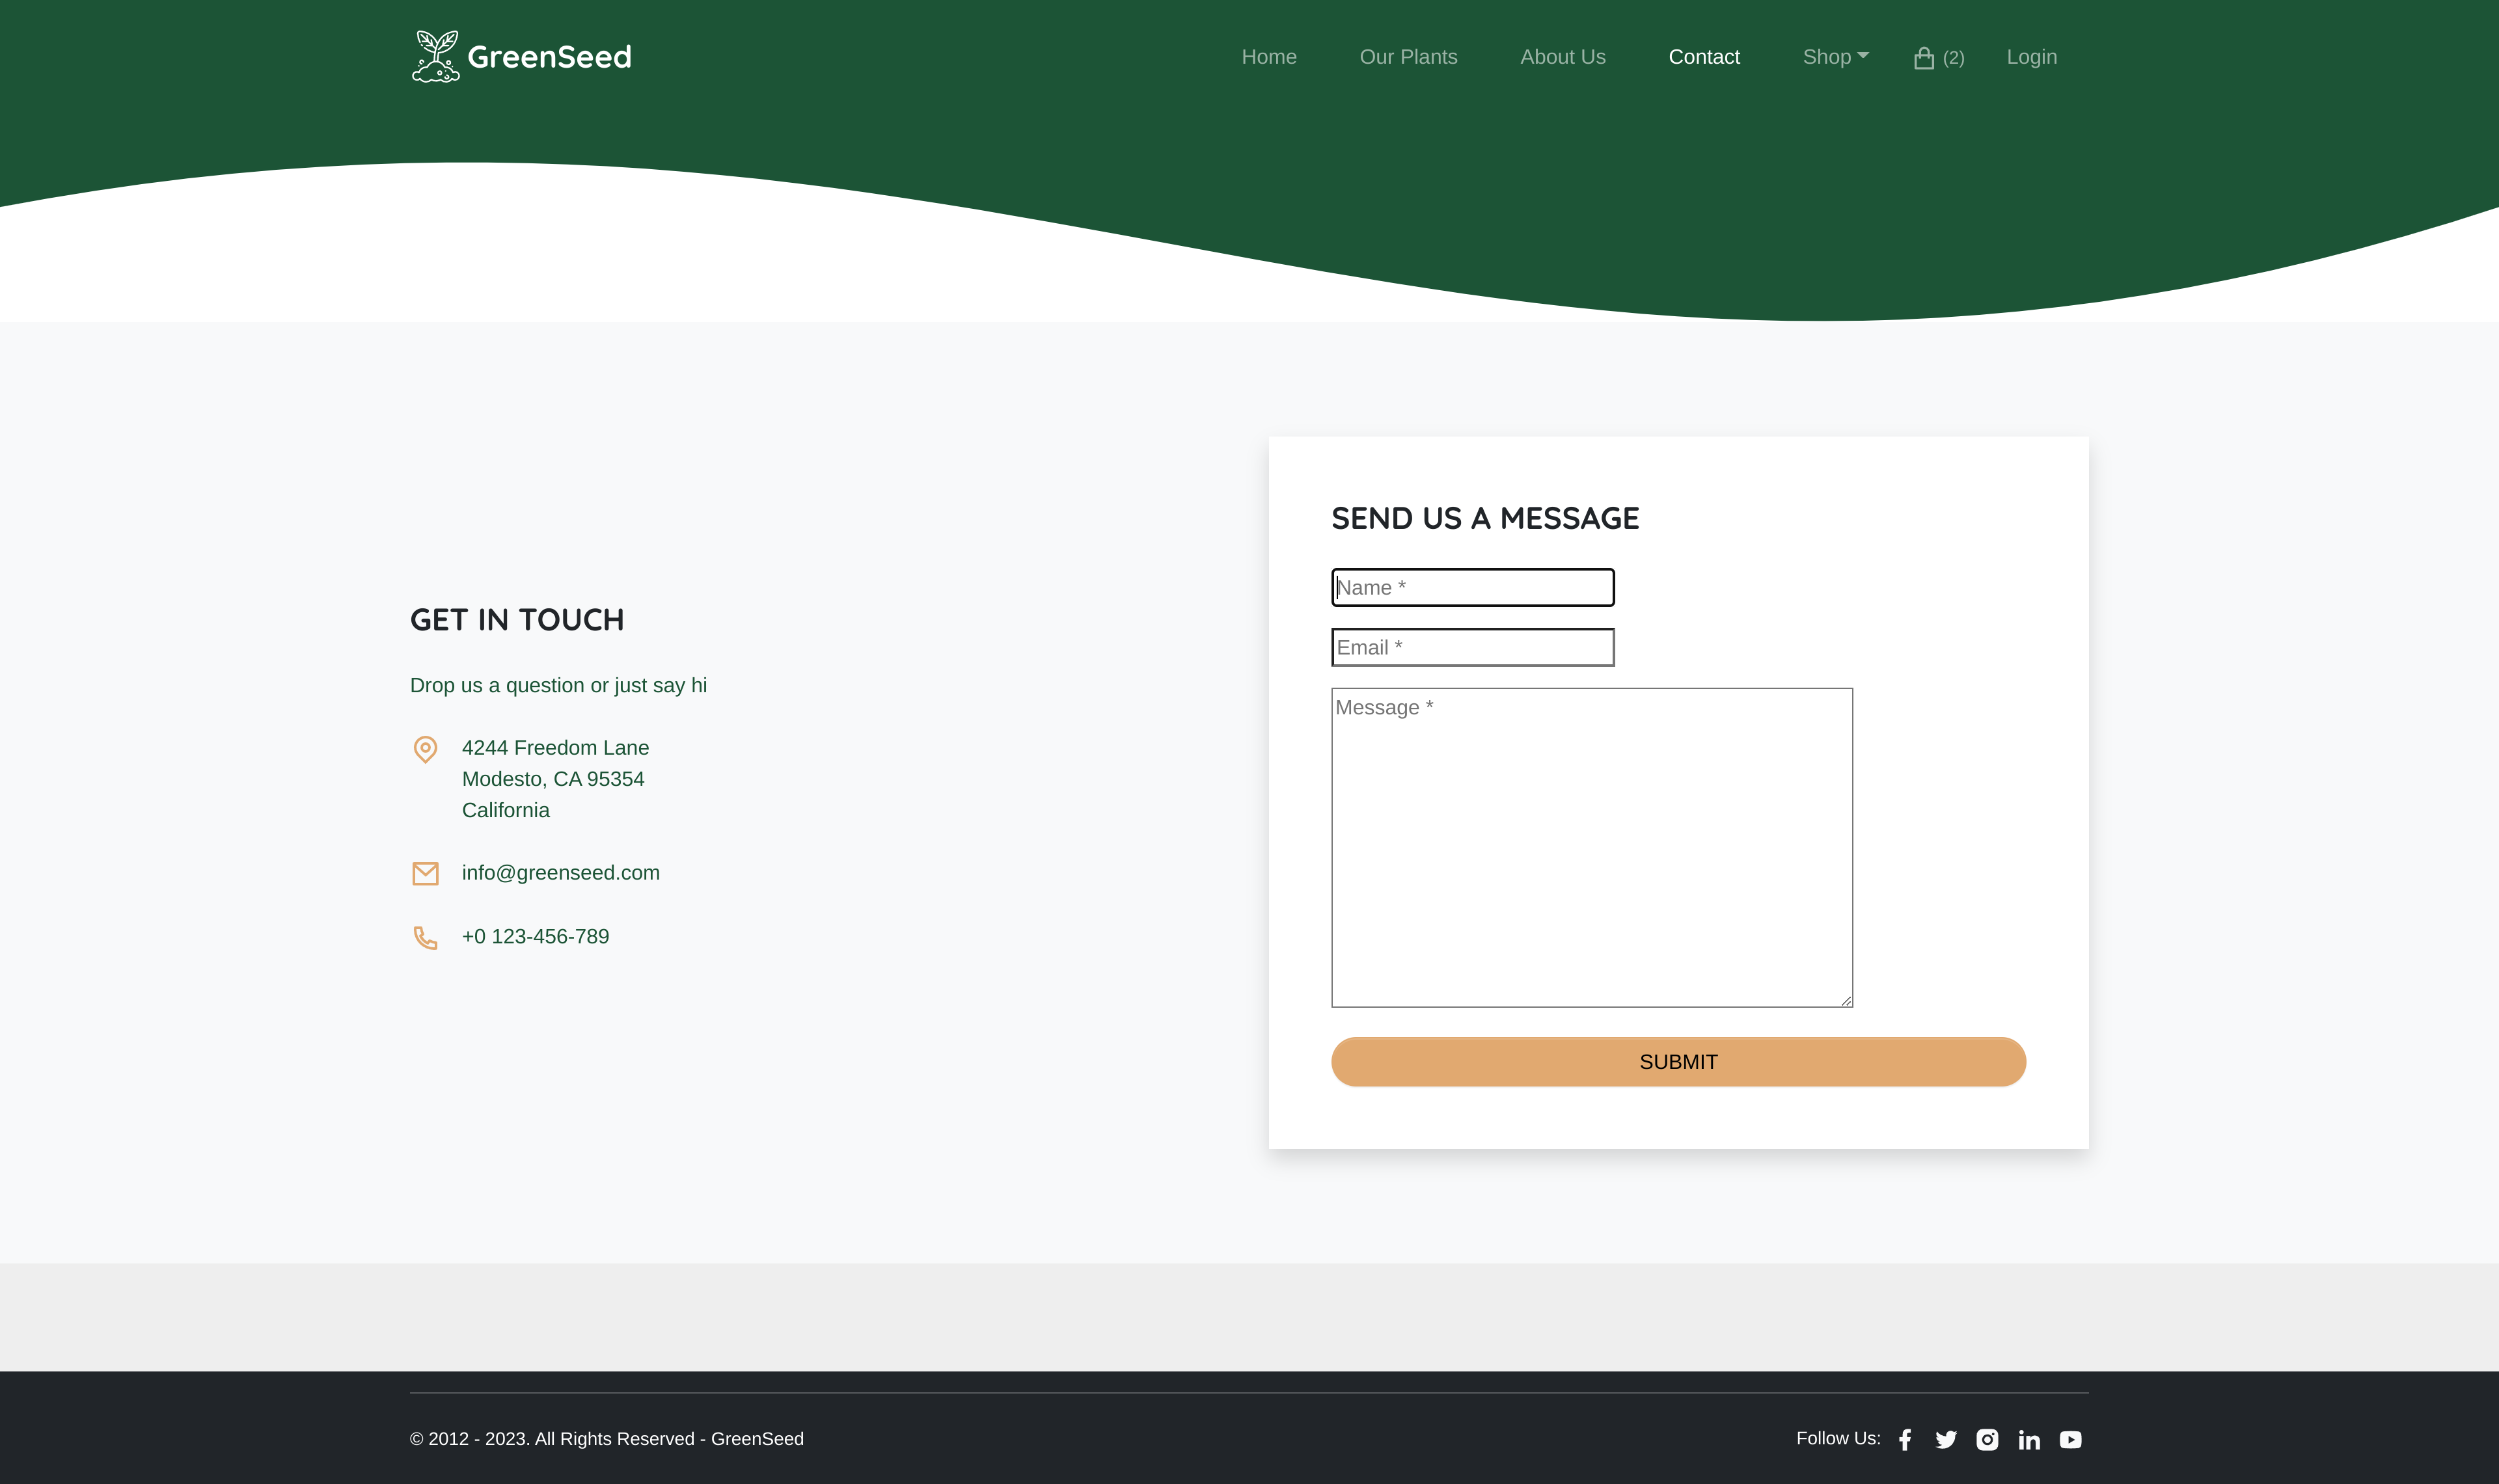 GreenSeed
Home
Our Plants
About Us
Contact
Shop
(2)
Login
GET IN TOUCH
Drop us a question or just say hi
4244 Freedom Lane
Modesto, CA 95354
California
info@greenseed.com
+0 123-456-789
SEND US A MESSAGE
Name *
Email *
Message *
SUBMIT
© 2012 - 2023. All Rights Reserved - GreenSeed
Follow Us: